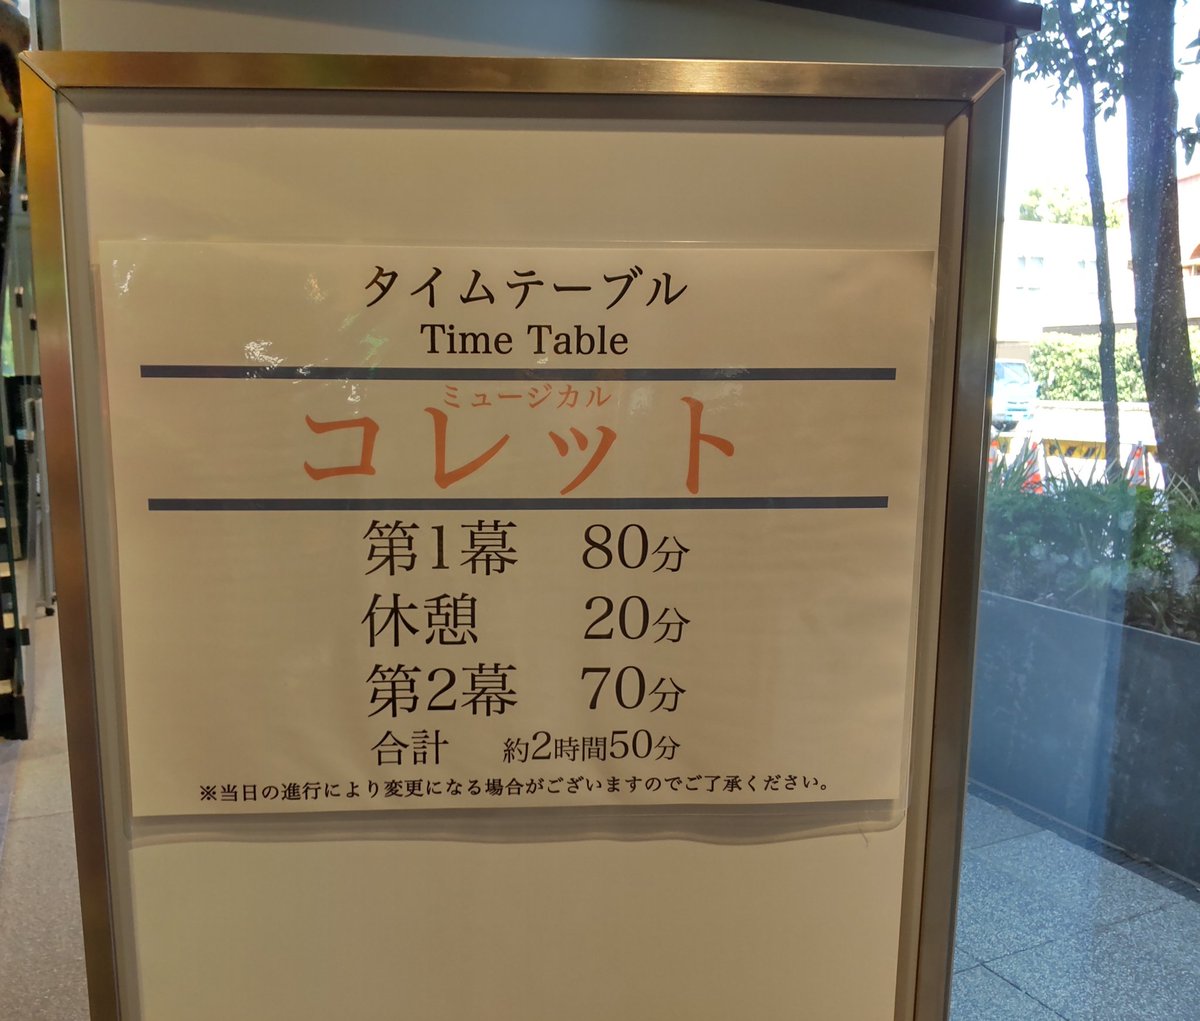 タイムテーブル
Time Table
ミュージカル
コレット
第1幕 80分
休憩 20分
第2幕 70分
合計 約2時間50分
※当日の進行により変更になる場合がございますのでご了承ください。